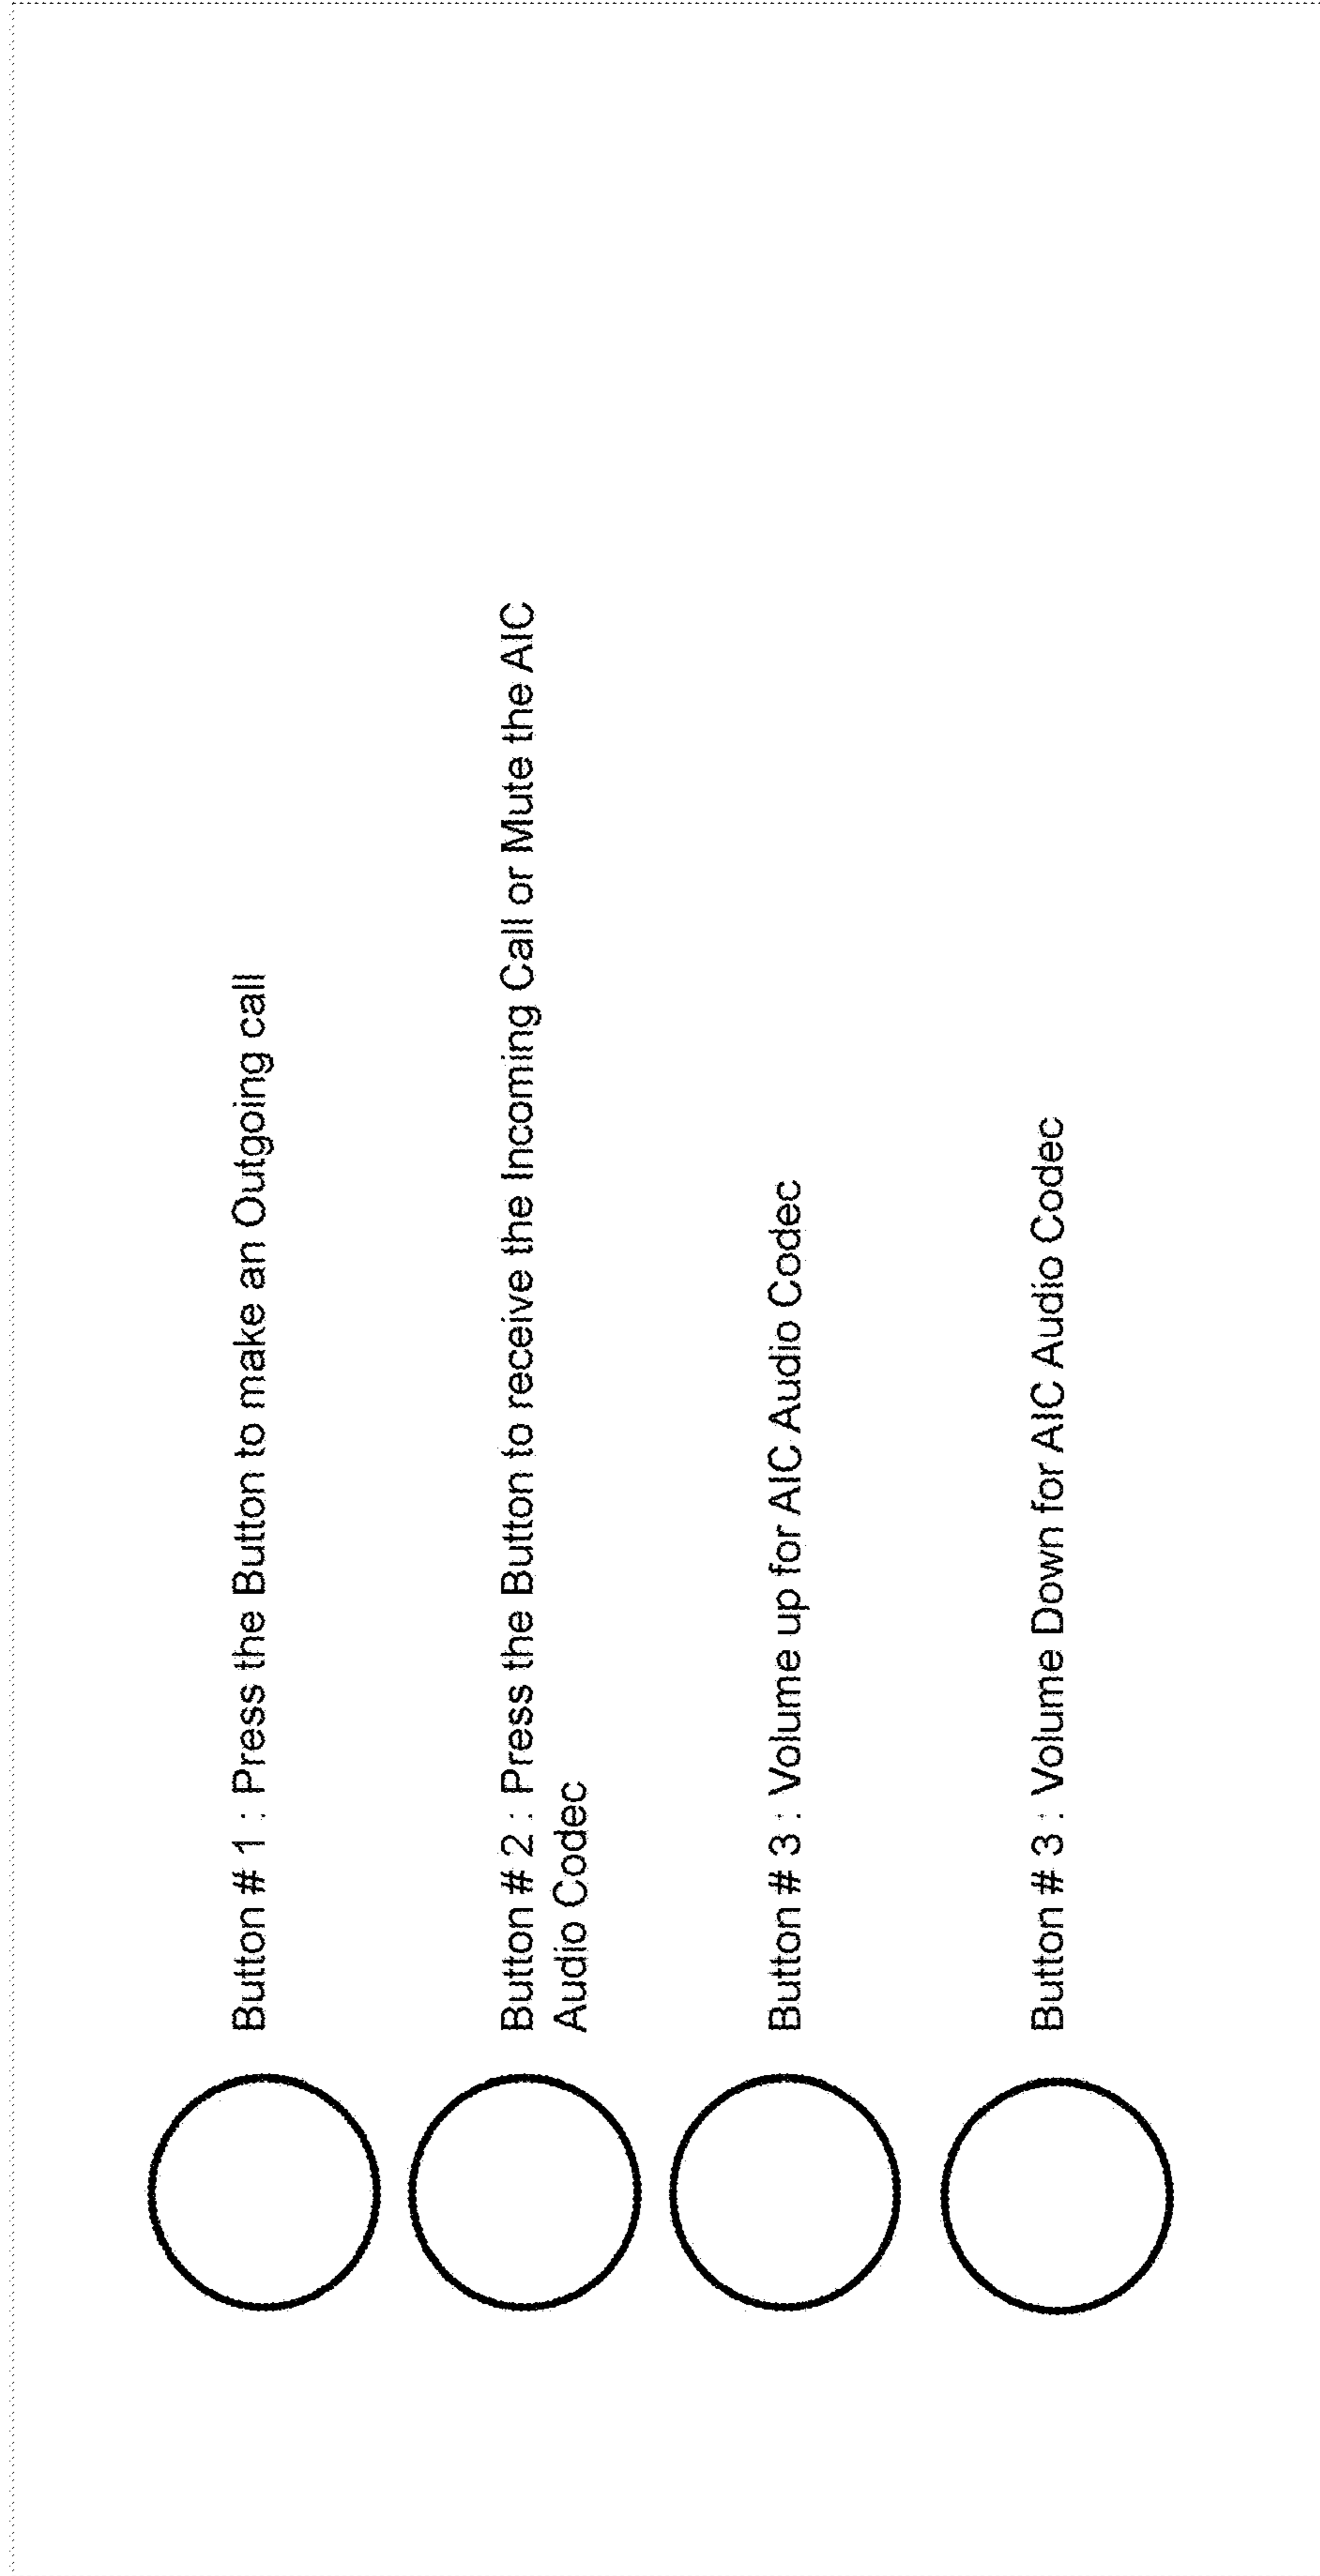 Button # 1 : Press the Button to make an Outgoing call
Button # 2 : Press the Button to receive the Incoming Call or Mute the AIC
Audio Codec
Button # 3 : Volume up for AIC Audio Codec
Button # 3 : Volume Down for AIC Audio Codec